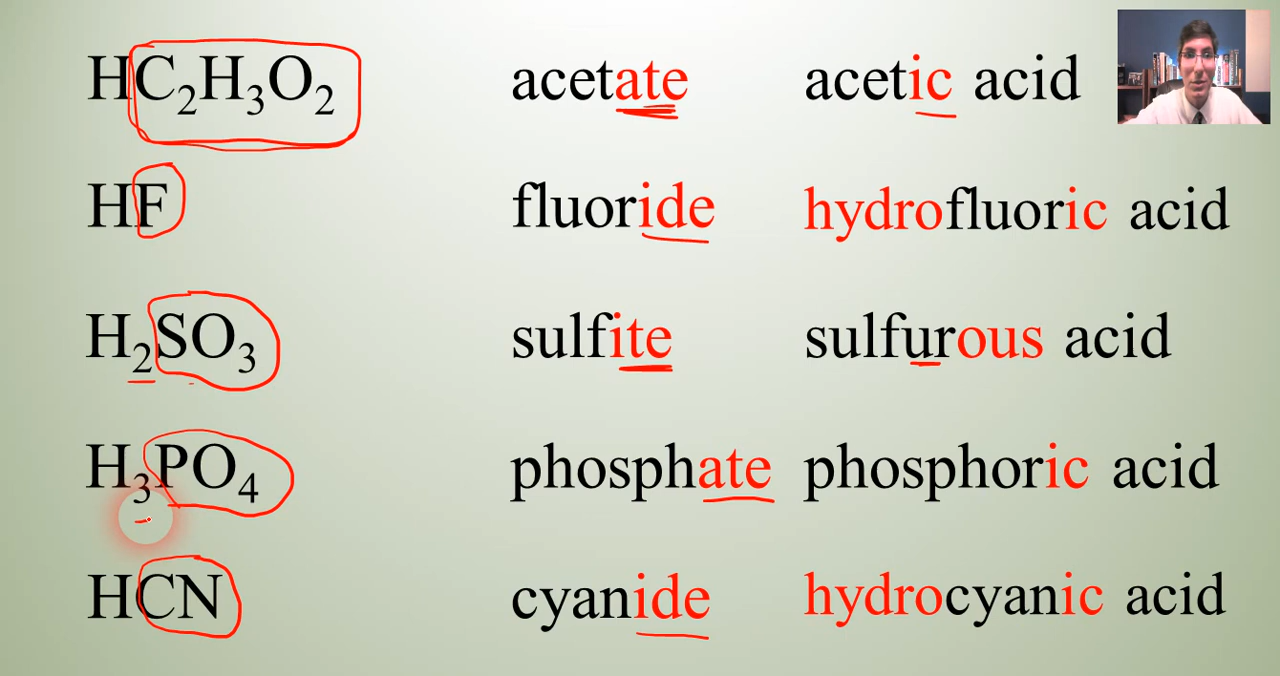 HC₂H₃O₂ acetate acetic acid
HF fluoride hydrofluoric acid
H₂SO₃ sulfite sulfurous acid
H₃PO₄ phosphate phosphoric acid
HCN cyanide hydrocyanic acid